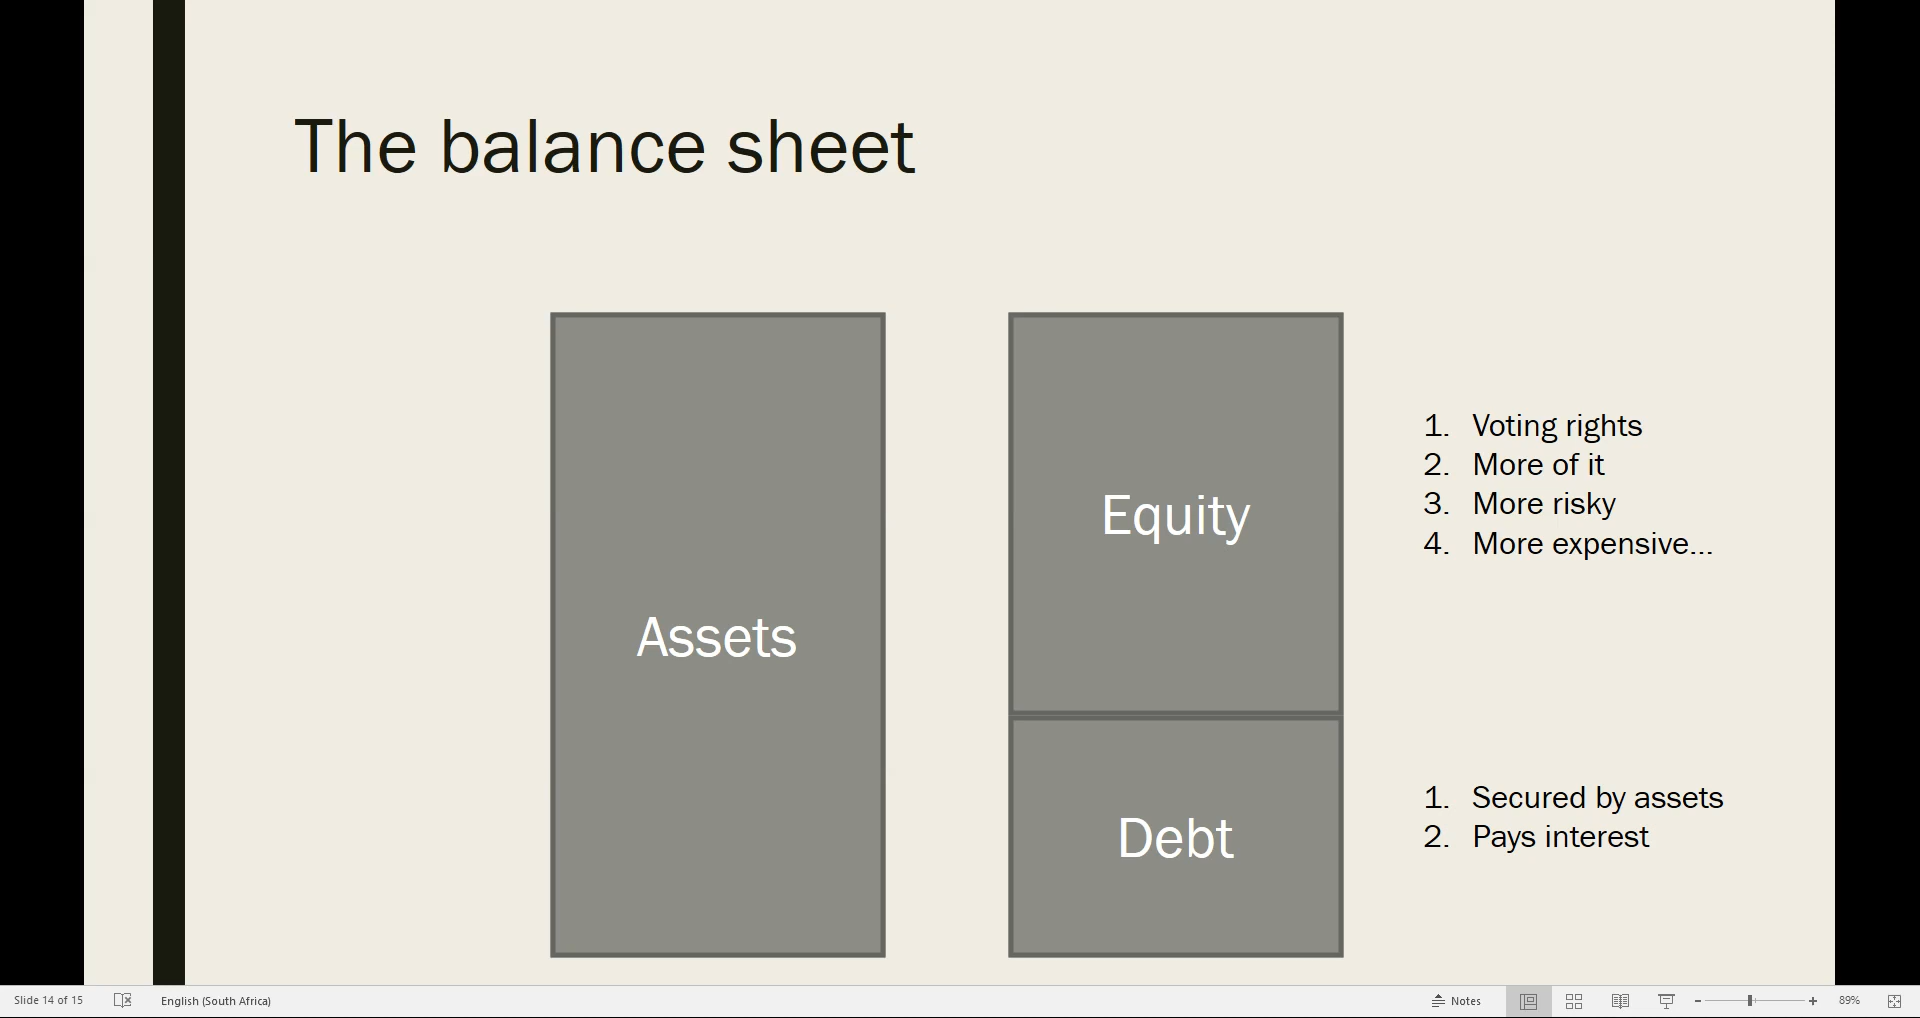 The balance sheet
Assets
Equity
1. Voting rights
2. More of it
3. More risky
4. More expensive...
Debt
1. Secured by assets
2. Pays interest
Slide 14 of 15
English (South Africa)
Notes
89%